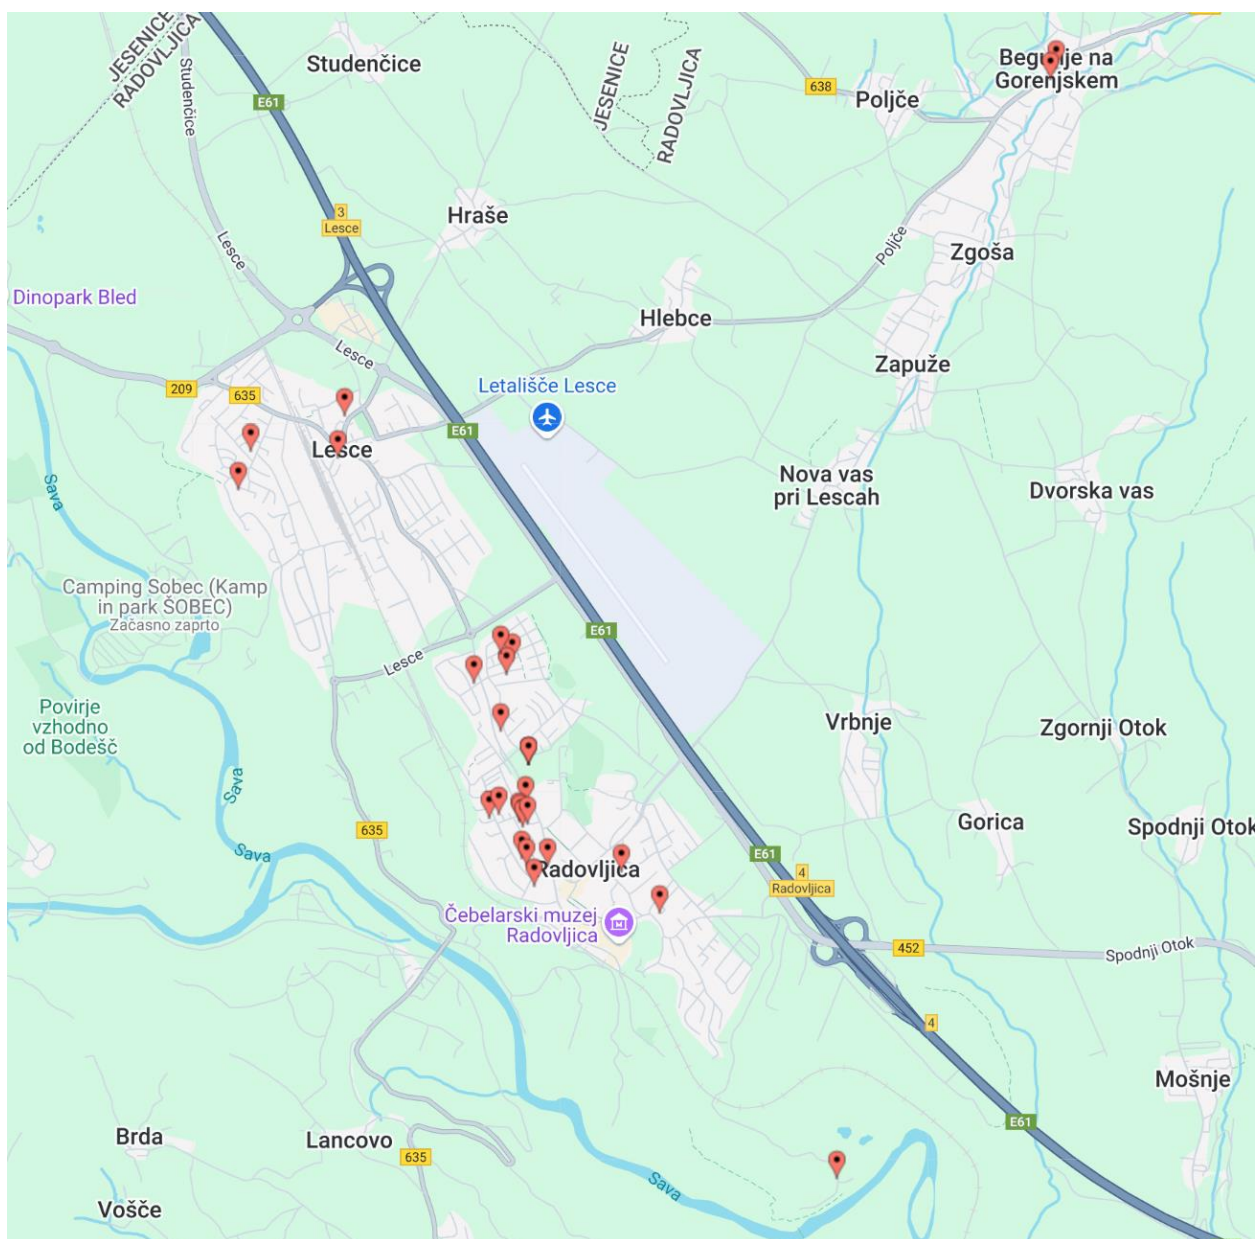 JESENICE
RADOVLJICA
Studenčice
Studenčice
E61
JESENICE
RADOVLJICA
638
Poljče
Begunje na
Gorenjskem
3
Lesce
Hraše
Lesce
Poljče
Zgoša
Dinopark Bled
Hlebce
Lesce
Zapuže
209
635
Letališče Lesce
E61
Lesce
Sava
Nova vas
pri Lescah
Dvorska vas
Camping Sobec (Kamp
in park ŠOBEC)
Začasno zaprto
E61
Lesce
Povirje
vzhodno
od Bodešč
Vrbnje
Zgornji Otok
Sava
635
Gorica
Spodnji Otok
Sava
E61
Radovljica
4
Radovljica
Čebelarski muzej
Radovljica
452
Spodnji Otok
4
Mošnje
E61
Brda
Lancovo
635
Sava
Vošče